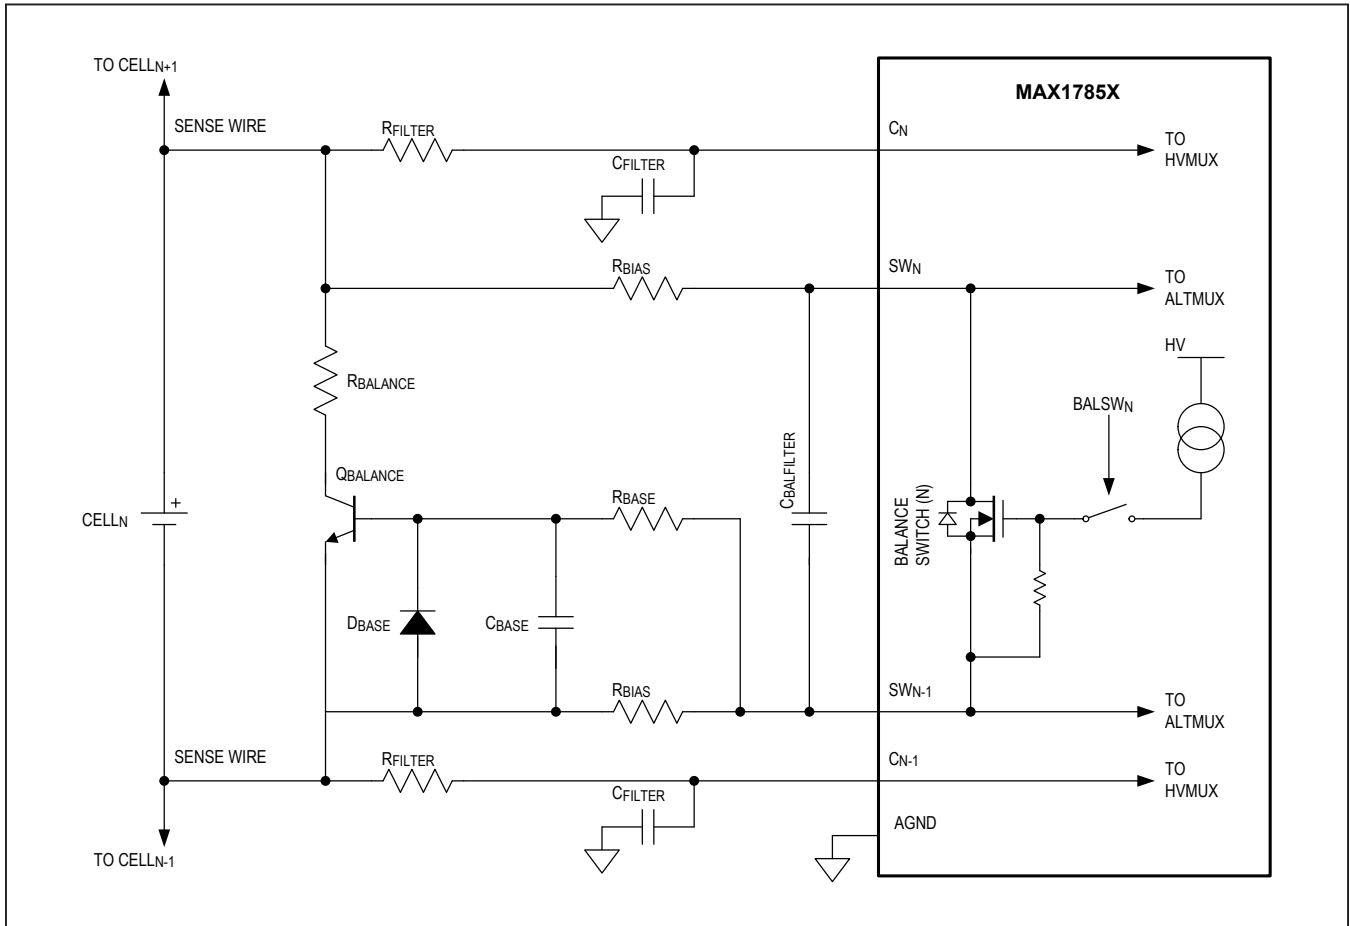 TO CELLN+1
SENSE WIRE
RFILTER
CFILTER
CN
MAX1785X
TO
HVMUX
RBIAS
SWN
TO
ALTMUX
HV
RBALANCE
BALSWN
QBALANCE
CBALFILTER
CELLN
+
RBASE
BALANCE
SWITCH (N)
DBASE
CBASE
RBIAS
SWN-1
TO
ALTMUX
SENSE WIRE
RFILTER
CFILTER
CN-1
TO
HVMUX
AGND
TO CELLN-1